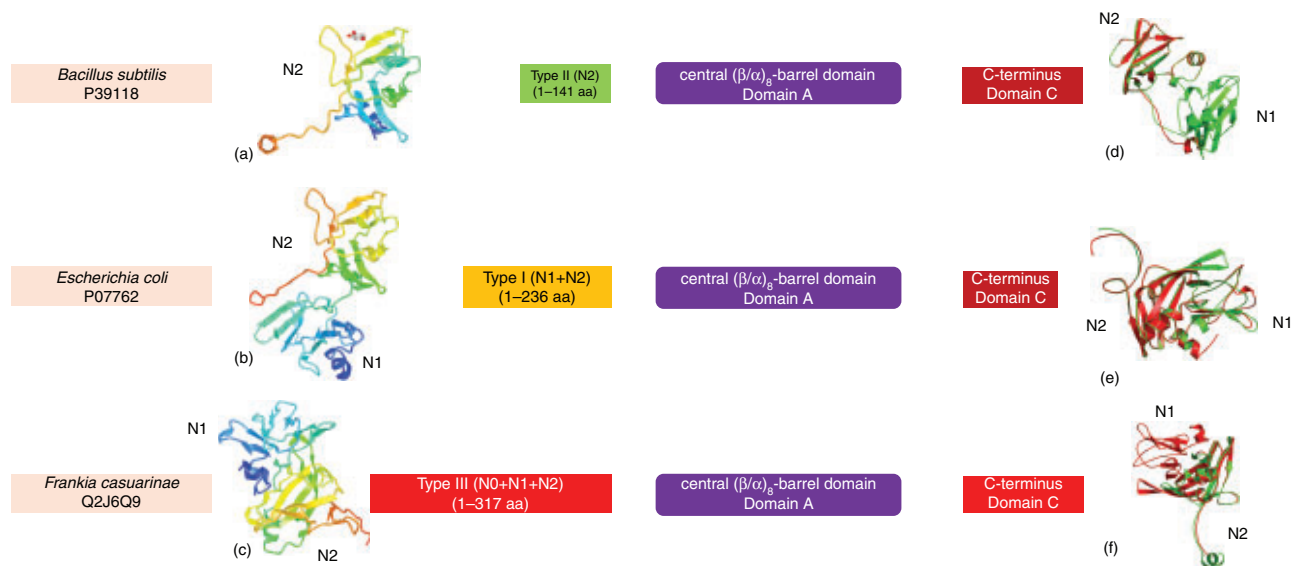 N2
Bacillus subtilis
P39118
Type II (N2)
(1–141 aa)
central (β/α)8-barrel domain
Domain A
C-terminus
Domain C
N2
N1
(a)
(d)
N2
Escherichia coli
P07762
Type I (N1+N2)
(1–236 aa)
central (β/α)8-barrel domain
Domain A
C-terminus
Domain C
N2
N1
(b)
N1
(e)
N1
Frankia casuarinae
Q2J6Q9
Type III (N0+N1+N2)
(1–317 aa)
central (β/α)8-barrel domain
Domain A
C-terminus
Domain C
N1
N2
(c)
N2
(f)